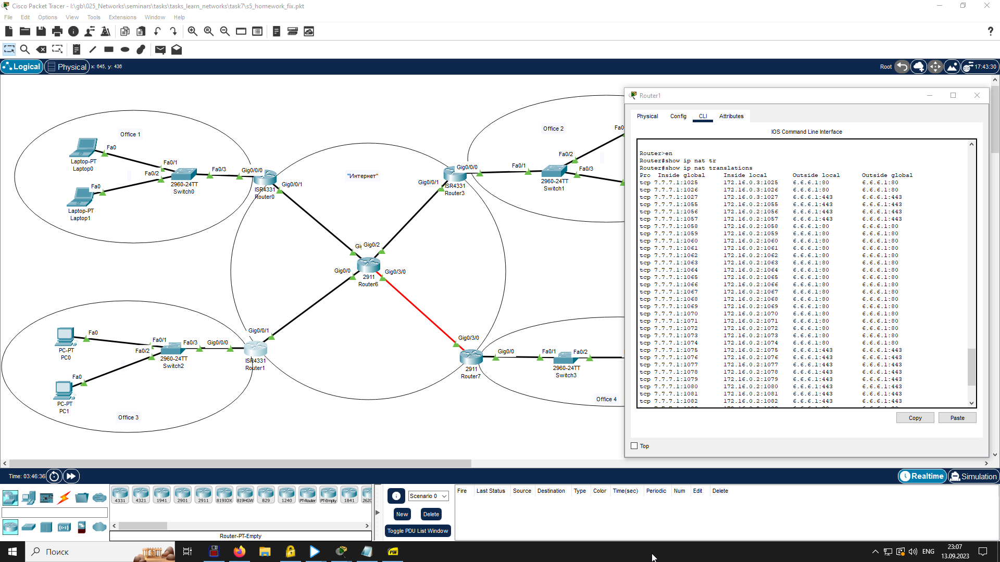 Cisco Packet Tracer - I:\gb\025_Networks\seminars\tasks\tasks_learn_networks\task7\s5_homework_fix.pkt
File Edit Options View Tools Extensions Window Help
Logical Physical x: 645, y: 436 Root 17:43:30
Office 1
Fa0
Laptop-PT
Laptop0
Fa0/1
Fa0/2
Fa0/3
Fa0
2960-24TT
Switch0
Laptop-PT
Laptop1
Gig0/0/0
Gig0/0/1
ISR4331
Router0
"Интернет"
Gig0/0/0
Gig0/0/1
ISR4331
Router3
Office 2
Fa0
Fa0/2
Fa0/1
Fa0/3
2960-24TT
Switch1
Gi
Gig0/2
Gig0/0
Gig0/3/0
2911
Router6
Fa0
PC-PT
PC0
Fa0/1
Fa0/2
Fa0/3
Gig0/0/0
Gig0/0/1
2960-24TT
Switch2
ISR4331
Router1
Fa0
PC-PT
PC1
Office 3
Gig0/3/0
Gig0/0
2911
Router7
Fa0/1
Fa0/2
2960-24TT
Switch3
Office 4
Router1
Physical Config CLI Attributes
IOS Command Line Interface
Router>en
Router#show ip nat tr
Router#show ip nat translations
Pro Inside global Inside local Outside local Outside global
tcp 7.7.7.1:1025 172.16.0.3:1025 6.6.6.1:80 6.6.6.1:80
tcp 7.7.7.1:1026 172.16.0.3:1026 6.6.6.1:80 6.6.6.1:80
tcp 7.7.7.1:1027 172.16.0.3:1027 6.6.6.1:443 6.6.6.1:443
tcp 7.7.7.1:1055 172.16.0.2:1055 6.6.6.1:443 6.6.6.1:443
tcp 7.7.7.1:1056 172.16.0.2:1056 6.6.6.1:443 6.6.6.1:443
tcp 7.7.7.1:1057 172.16.0.2:1057 6.6.6.1:443 6.6.6.1:443
tcp 7.7.7.1:1058 172.16.0.2:1058 6.6.6.1:80 6.6.6.1:80
tcp 7.7.7.1:1059 172.16.0.2:1059 6.6.6.1:80 6.6.6.1:80
tcp 7.7.7.1:1060 172.16.0.2:1060 6.6.6.1:80 6.6.6.1:80
tcp 7.7.7.1:1061 172.16.0.2:1061 6.6.6.1:80 6.6.6.1:80
tcp 7.7.7.1:1062 172.16.0.2:1062 6.6.6.1:80 6.6.6.1:80
tcp 7.7.7.1:1063 172.16.0.2:1063 6.6.6.1:80 6.6.6.1:80
tcp 7.7.7.1:1064 172.16.0.2:1064 6.6.6.1:80 6.6.6.1:80
tcp 7.7.7.1:1065 172.16.0.2:1065 6.6.6.1:80 6.6.6.1:80
tcp 7.7.7.1:1066 172.16.0.2:1066 6.6.6.1:80 6.6.6.1:80
tcp 7.7.7.1:1067 172.16.0.2:1067 6.6.6.1:80 6.6.6.1:80
tcp 7.7.7.1:1068 172.16.0.2:1068 6.6.6.1:80 6.6.6.1:80
tcp 7.7.7.1:1069 172.16.0.2:1069 6.6.6.1:80 6.6.6.1:80
tcp 7.7.7.1:1070 172.16.0.2:1070 6.6.6.1:80 6.6.6.1:80
tcp 7.7.7.1:1071 172.16.0.2:1071 6.6.6.1:80 6.6.6.1:80
tcp 7.7.7.1:1072 172.16.0.2:1072 6.6.6.1:80 6.6.6.1:80
tcp 7.7.7.1:1073 172.16.0.2:1073 6.6.6.1:80 6.6.6.1:80
tcp 7.7.7.1:1074 172.16.0.2:1074 6.6.6.1:80 6.6.6.1:80
tcp 7.7.7.1:1075 172.16.0.2:1075 6.6.6.1:443 6.6.6.1:443
tcp 7.7.7.1:1076 172.16.0.2:1076 6.6.6.1:443 6.6.6.1:443
tcp 7.7.7.1:1077 172.16.0.2:1077 6.6.6.1:443 6.6.6.1:443
tcp 7.7.7.1:1078 172.16.0.2:1078 6.6.6.1:443 6.6.6.1:443
tcp 7.7.7.1:1079 172.16.0.2:1079 6.6.6.1:443 6.6.6.1:443
tcp 7.7.7.1:1080 172.16.0.2:1080 6.6.6.1:443 6.6.6.1:443
tcp 7.7.7.1:1081 172.16.0.2:1081 6.6.6.1:443 6.6.6.1:443
tcp 7.7.7.1:1082 172.16.0.2:1082 6.6.6.1:443 6.6.6.1:443
Copy Paste
Top
Time: 03:46:36 Realtime Simulation
4331 4321 1941 2901 2911 819IOX 819HGW 829 1240 PT-Router PT-Empty 1841 2620
Router-PT-Empty
Scenario 0
New Delete
Toggle PDU List Window
Fire Last Status Source Destination Type Color Time(sec) Periodic Num Edit Delete
Поиск
PDF
ENG
23:07
13.09.2023